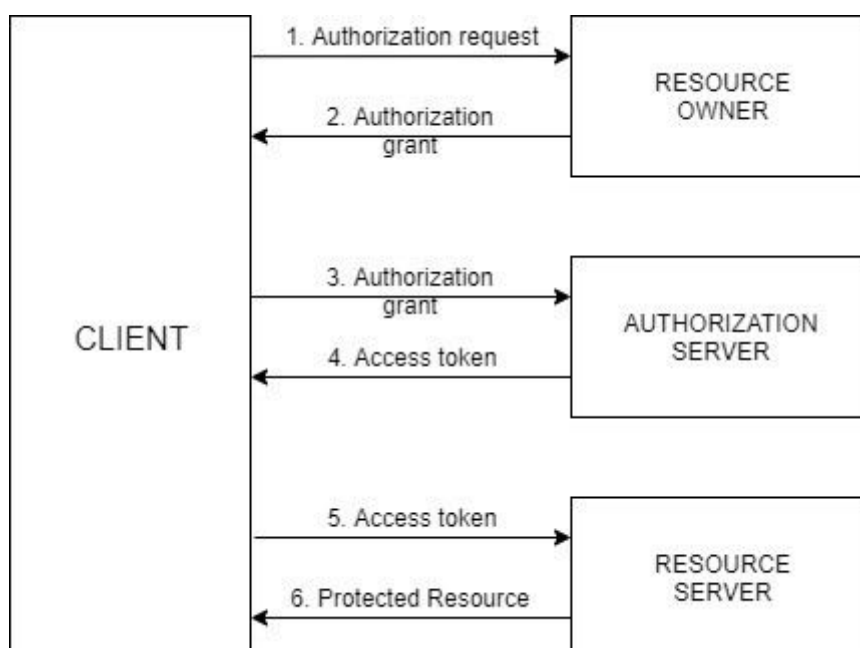 1. Authorization request
RESOURCE
OWNER
2. Authorization
grant
3. Authorization
grant
CLIENT
AUTHORIZATION
SERVER
4. Access token
5. Access token
RESOURCE
SERVER
6. Protected Resource